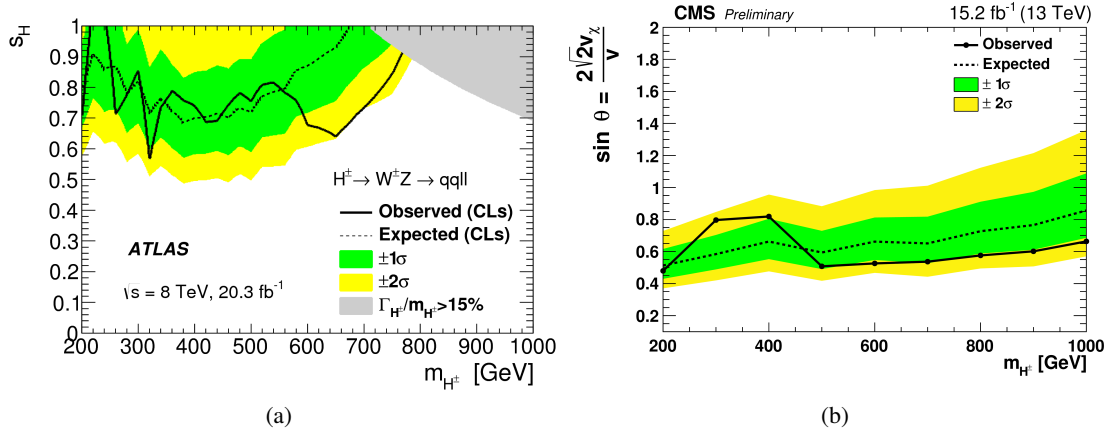 s_H
1
0.9
0.8
0.7
0.6
0.5
0.4
0.3
0.2
0.1
0
200 300 400 500 600 700 800 900 1000
m_H± [GeV]
H± → W±Z → qqll
Observed (CLs)
Expected (CLs)
±1σ
±2σ
Γ_H±/m_H±>15%
ATLAS
√s = 8 TeV, 20.3 fb⁻¹
(a)
CMS Preliminary 15.2 fb⁻¹ (13 TeV)
sin θ = 2√2v_χ/v
2
1.8
1.6
1.4
1.2
1
0.8
0.6
0.4
0.2
200 400 600 800 1000
m_H± [GeV]
Observed
Expected
± 1σ
± 2σ
(b)